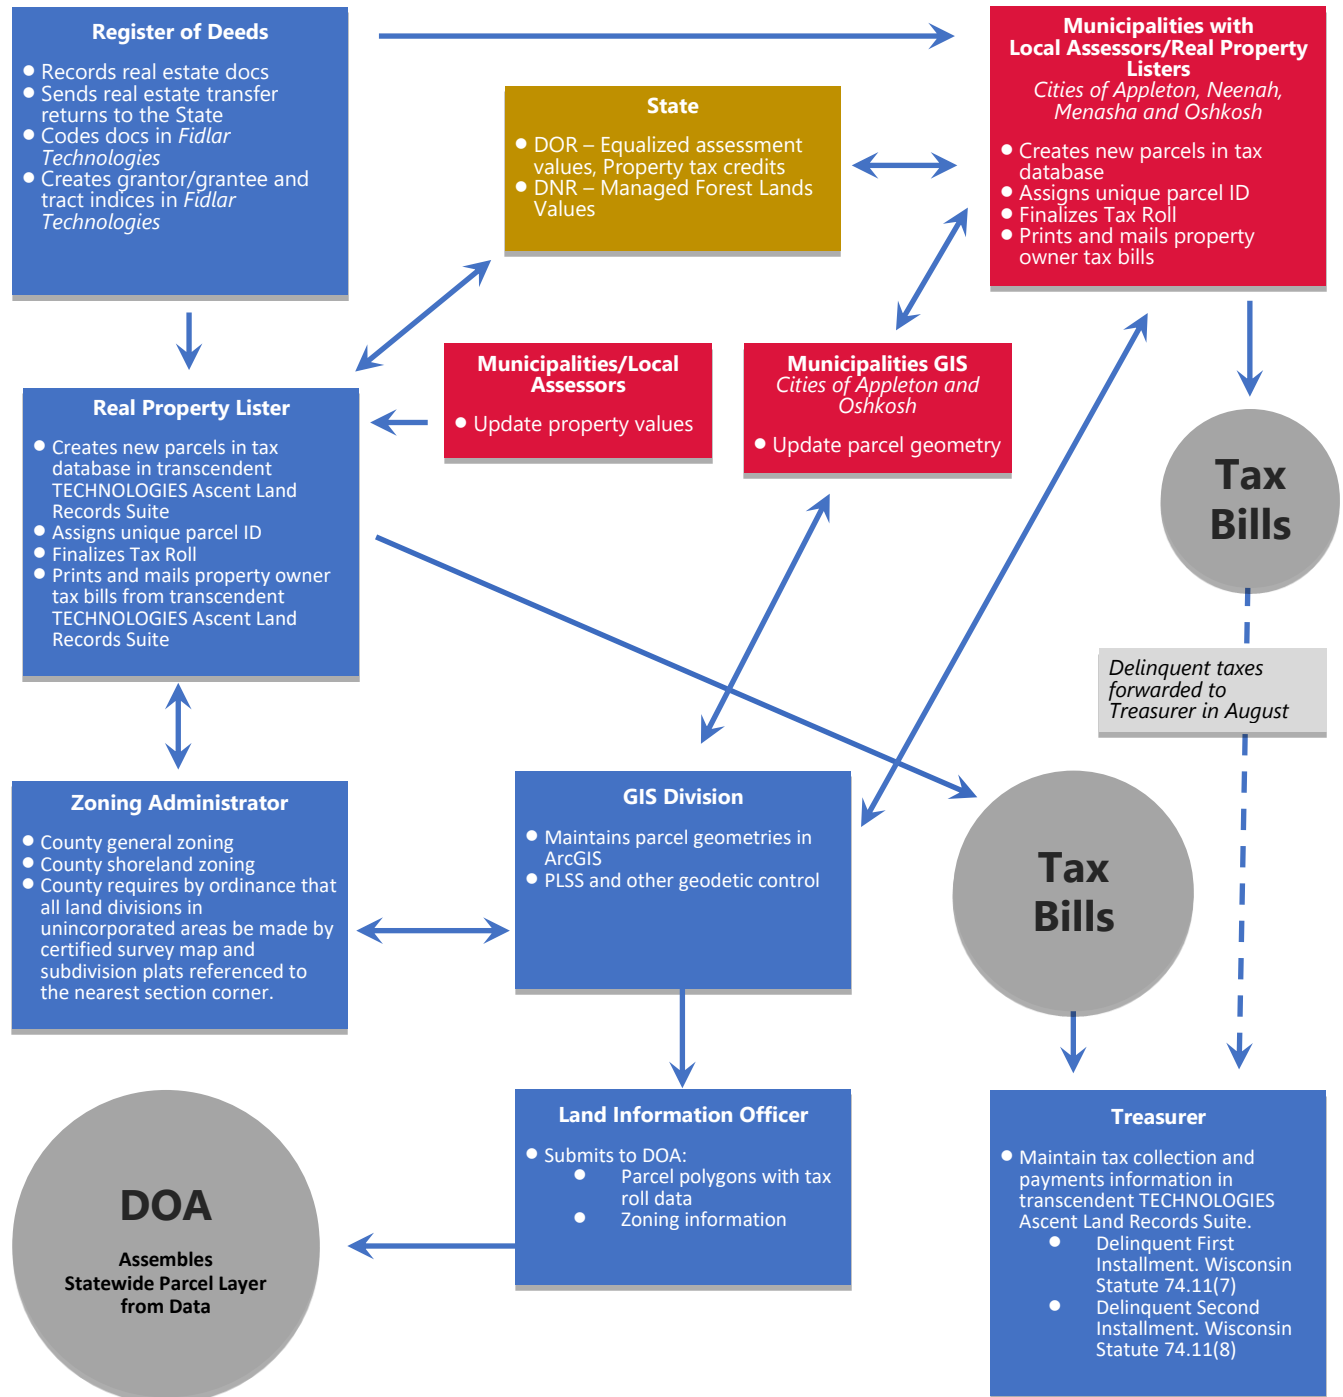 Register of Deeds
● Records real estate docs
● Sends real estate transfer
returns to the State
● Codes docs in Fidlar
Technologies
● Creates grantor/grantee and
tract indices in Fidlar
Technologies
State
● DOR – Equalized assessment
values, Property tax credits
● DNR – Managed Forest Lands
Values
Municipalities with
Local Assessors/Real Property
Listers
Cities of Appleton, Neenah,
Menasha and Oshkosh
● Creates new parcels in tax
database
● Assigns unique parcel ID
● Finalizes Tax Roll
● Prints and mails property
owner tax bills
Real Property Lister
● Creates new parcels in tax
database in transcendent
TECHNOLOGIES Ascent Land
Records Suite
● Assigns unique parcel ID
● Finalizes Tax Roll
● Prints and mails property owner
tax bills from transcendent
TECHNOLOGIES Ascent Land
Records Suite
Municipalities/Local
Assessors
● Update property values
Municipalities GIS
Cities of Appleton and
Oshkosh
● Update parcel geometry
Tax
Bills
Delinquent taxes
forwarded to
Treasurer in August
Zoning Administrator
● County general zoning
● County shoreland zoning
● County requires by ordinance that
all land divisions in
unincorporated areas be made by
certified survey map and
subdivision plats referenced to
the nearest section corner.
GIS Division
● Maintains parcel geometries in
ArcGIS
● PLSS and other geodetic control
Tax
Bills
DOA
Assembles
Statewide Parcel Layer
from Data
Land Information Officer
● Submits to DOA:
● Parcel polygons with tax
roll data
● Zoning information
Treasurer
● Maintain tax collection and
payments information in
transcendent TECHNOLOGIES
Ascent Land Records Suite.
● Delinquent First
Installment. Wisconsin
Statute 74.11(7)
● Delinquent Second
Installment. Wisconsin
Statute 74.11(8)